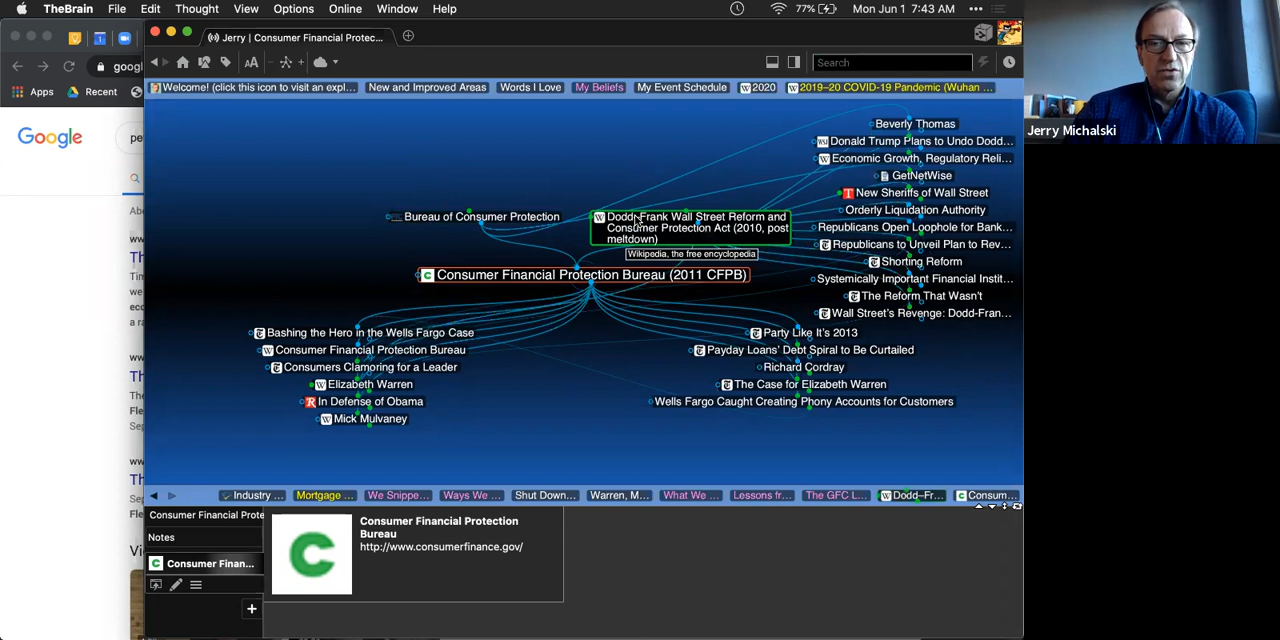 TheBrain File Edit Thought View Options Online Window Help 77% Mon Jun 1 7:43 AM
Jerry | Consumer Financial Protec...
googl
Search
AA
Apps Recent
Welcome! (click this icon to visit an expl... New and Improved Areas Words I Love My Beliefs My Event Schedule 2020 2019–20 COVID-19 Pandemic (Wuhan ...
Google
Jerry Michalski
Beverly Thomas
Donald Trump Plans to Undo Dodd...
Economic Growth, Regulatory Reli...
GetNetWise
New Sheriffs of Wall Street
Orderly Liquidation Authority
Republicans Open Loophole for Bank...
Republicans to Unveil Plan to Rev...
Shorting Reform
Systemically Important Financial Instit...
The Reform That Wasn't
Wall Street's Revenge: Dodd-Fran...
Bureau of Consumer Protection
Dodd–Frank Wall Street Reform and
Consumer Protection Act (2010, post
meltdown)
Wikipedia, the free encyclopedia
Consumer Financial Protection Bureau (2011 CFPB)
Bashing the Hero in the Wells Fargo Case
Consumer Financial Protection Bureau
Consumers Clamoring for a Leader
Elizabeth Warren
In Defense of Obama
Mick Mulvaney
Party Like It's 2013
Payday Loans' Debt Spiral to Be Curtailed
Richard Cordray
The Case for Elizabeth Warren
Wells Fargo Caught Creating Phony Accounts for Customers
Industry ... Mortgage ... We Snippe... Ways We ... Shut Down... Warren, M... What We ... Lessons fr... The GFC L... Dodd–Fr... Consum...
Consumer Financial Prote
Notes
Consumer Finan...
Consumer Financial Protection
Bureau
http://www.consumerfinance.gov/